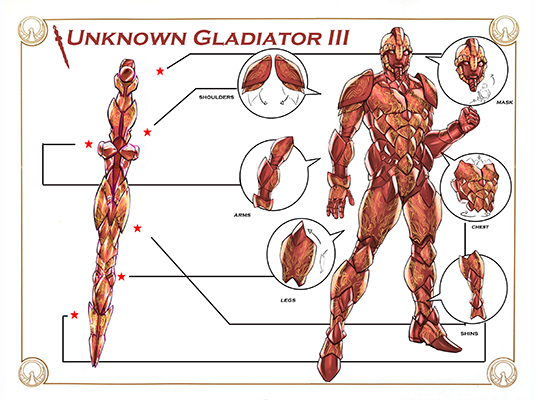 Unknown Gladiator III
SHOULDERS
MASK
ARMS
CHEST
LEGS
SHINS